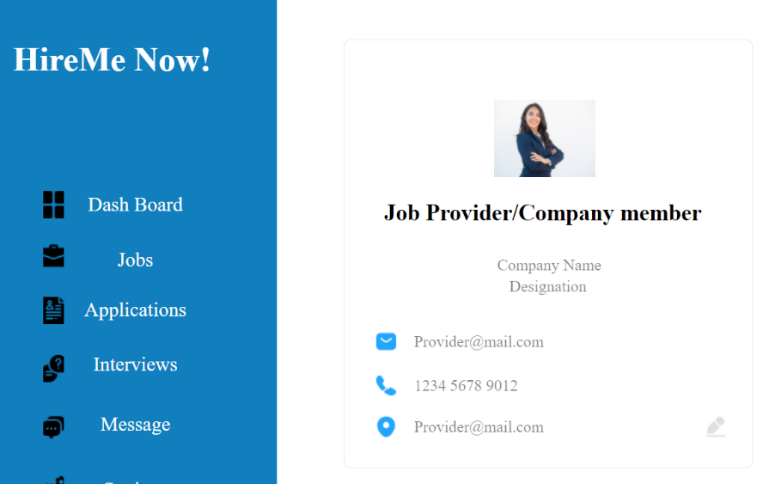 HireMe Now!
Dash Board
Jobs
Applications
Interviews
Message
Job Provider/Company member
Company Name
Designation
Provider@mail.com
1234 5678 9012
Provider@mail.com